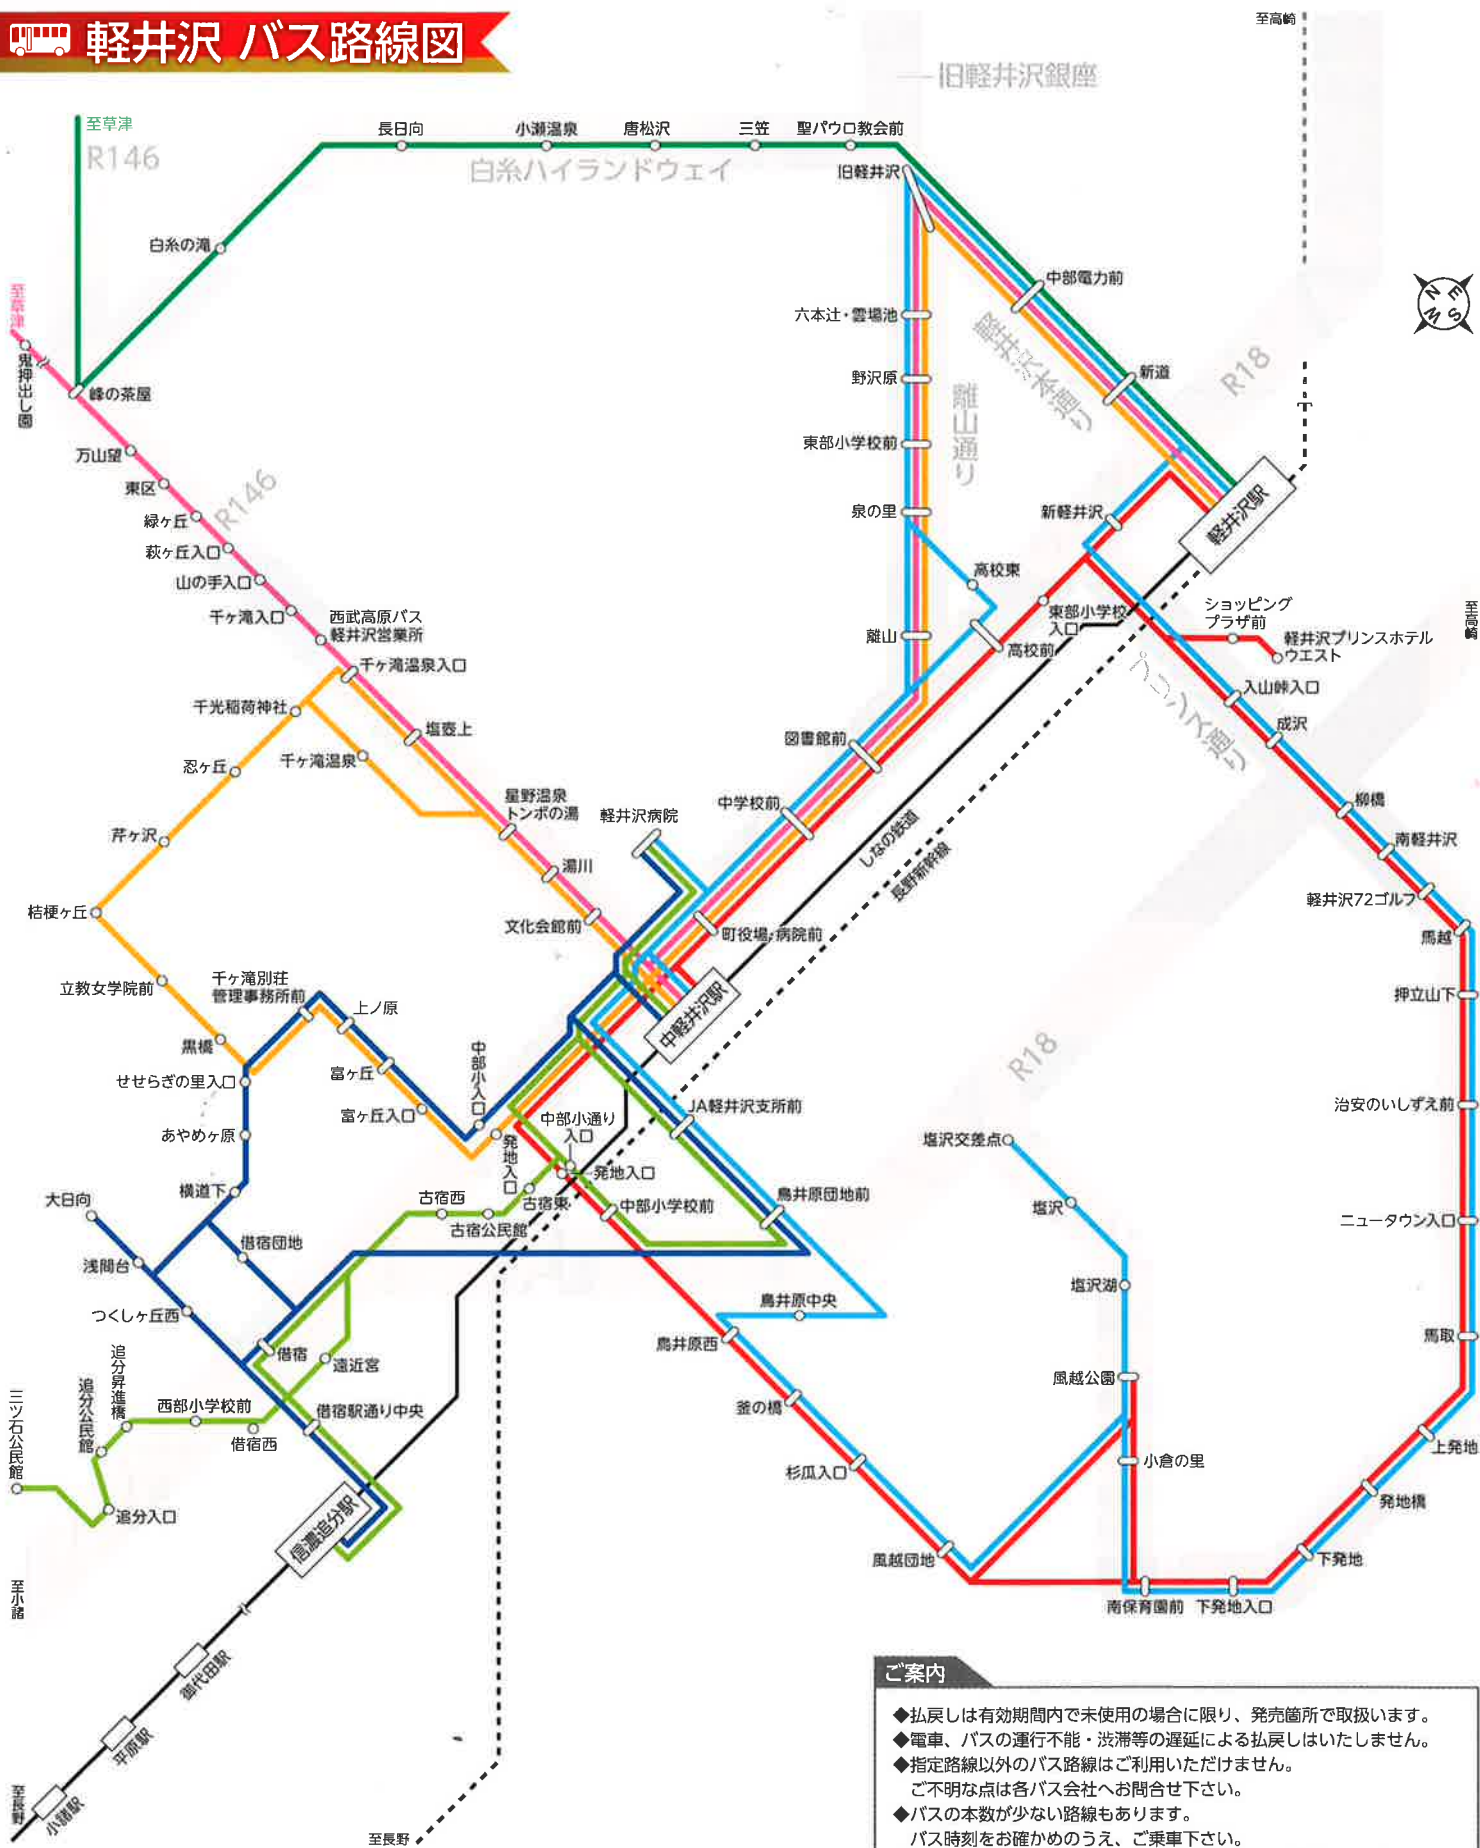 軽井沢 バス路線図
至高崎
旧軽井沢銀座
至草津
R146
長日向
小瀬温泉
唐松沢
三笠
聖パウロ教会前
白糸ハイランドウェイ
旧軽井沢
白糸の滝
中部電力前
至草津
鬼押出し園
六本辻・雲場池
軽井沢本通り
N
E
S
W
峰の茶屋
野沢原
新道
R18
離山通り
万山望
東部小学校前
東区
R146
緑ヶ丘
泉の里
新軽井沢
軽井沢駅
萩ヶ丘入口
山の手入口
高校東
千ヶ滝入口
西武高原バス
軽井沢営業所
東部小学校
入口
ショッピング
プラザ前
至高崎
離山
高校前
軽井沢プリンスホテル
ウエスト
千ヶ滝温泉入口
プリンス通り
入山峠入口
千光稲荷神社
塩壺上
成沢
忍ヶ丘
千ヶ滝温泉
図書館前
星野温泉
トンボの湯
軽井沢病院
中学校前
柳橋
芹ヶ沢
しなの鉄道
南軽井沢
長野新幹線
湯川
軽井沢72ゴルフ
桔梗ヶ丘
文化会館前
町役場・病院前
馬越
千ヶ滝別荘
管理事務所前
立教女学院前
上ノ原
中軽井沢駅
押立山下
黒橋
中部小入口
R18
富ヶ丘
せせらぎの里入口
富ヶ丘入口
中部小通り
入口
JA軽井沢支所前
治安のいしずえ前
あやめヶ原
発地入口
塩沢交差点
発地入口
横道下
大日向
古宿西
古宿東
中部小学校前
鳥井原団地前
塩沢
古宿公民館
ニュータウン入口
借宿団地
浅間台
塩沢湖
つくしヶ丘西
鳥井原中央
鳥井原西
馬取
追分昇進橋
借宿
遠近宮
風越公園
追分公民館
三ツ石公民館
西部小学校前
借宿駅通り中央
釜の橋
借宿西
上発地
杉瓜入口
小倉の里
追分入口
発地橋
信濃追分駅
風越団地
下発地
至小諸
南保育園前
下発地入口
御代田駅
平原駅
至長野
小諸駅
至長野
ご案内
◆払戻しは有効期間内で未使用の場合に限り、発売箇所で取扱います。
◆電車、バスの運行不能・渋滞等の遅延による払戻しはいたしません。
◆指定路線以外のバス路線はご利用いただけません。
ご不明な点は各バス会社へお問合せ下さい。
◆バスの本数が少ない路線もあります。
バス時刻をお確かめのうえ、ご乗車下さい。